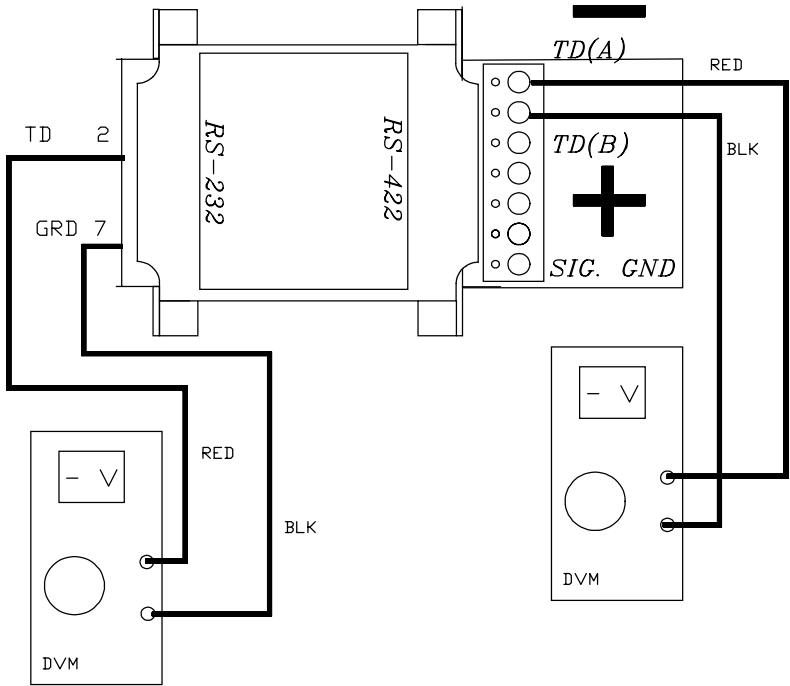 TD(A)
RED
TD 2
RS-232
RS-422
TD(B)
BLK
+
GRD 7
SIG. GND
- V
RED
- V
BLK
DVM
DVM